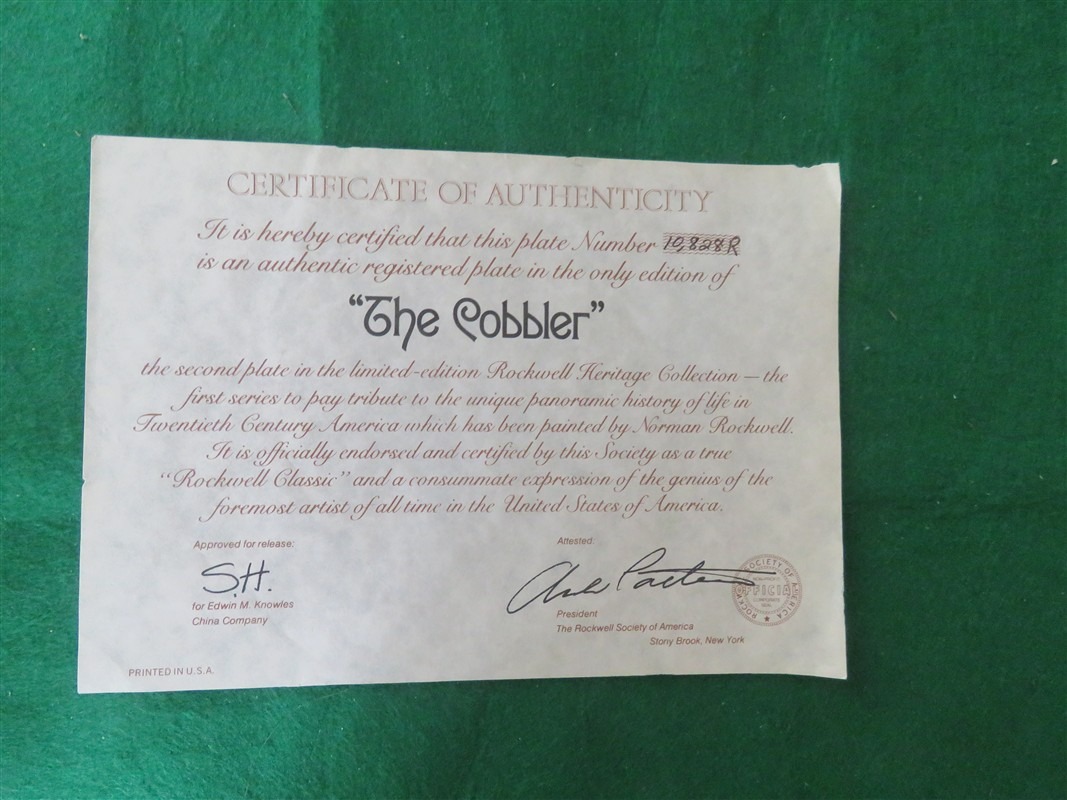 CERTIFICATE OF AUTHENTICITY
It is hereby certified that this plate Number 10,828R
is an authentic registered plate in the only edition of
“The Cobbler”
the second plate in the limited-edition Rockwell Heritage Collection — the
first series to pay tribute to the unique panoramic history of life in
Twentieth Century America which has been painted by Norman Rockwell.
It is officially endorsed and certified by this Society as a true
“Rockwell Classic” and a consummate expression of the genius of the
foremost artist of all time in the United States of America.
Approved for release:
S.H.
for Edwin M. Knowles
China Company
Attested:
President
The Rockwell Society of America
Stony Brook, New York
SOCIETY OF AMERICA
PRINTED IN U.S.A.